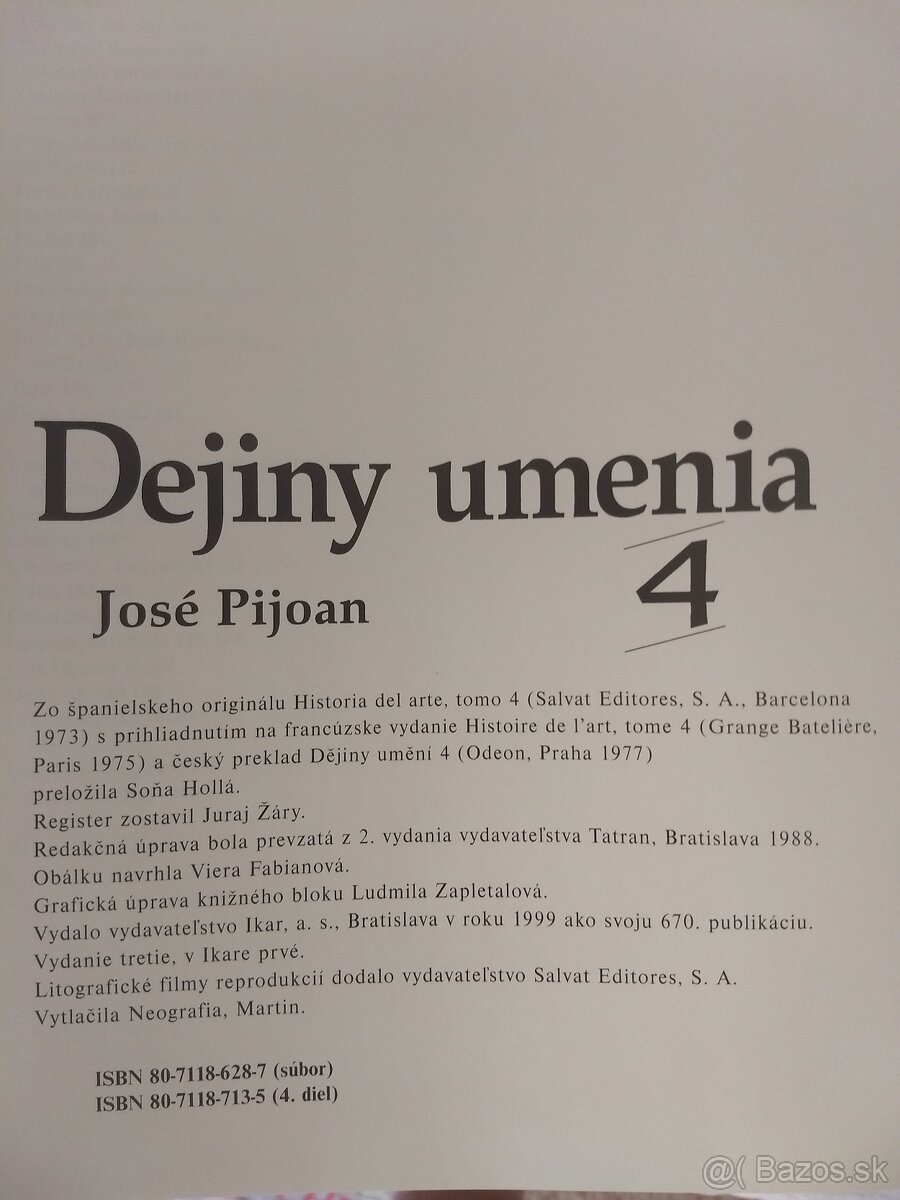 Dejiny umenia
4
José Pijoan
Zo španielskeho originálu Historia del arte, tomo 4 (Salvat Editores, S. A., Barcelona
1973) s prihliadnutím na francúzske vydanie Histoire de l'art, tome 4 (Grange Batelière,
Paris 1975) a český preklad Dějiny umění 4 (Odeon, Praha 1977)
preložila Soňa Hollá.
Register zostavil Juraj Žáry.
Redakčná úprava bola prevzatá z 2. vydania vydavateľstva Tatran, Bratislava 1988.
Obálku navrhla Viera Fabianová.
Grafická úprava knižného bloku Ludmila Zapletalová.
Vydalo vydavateľstvo Ikar, a. s., Bratislava v roku 1999 ako svoju 670. publikáciu.
Vydanie tretie, v Ikare prvé.
Litografické filmy reprodukcií dodalo vydavateľstvo Salvat Editores, S. A.
Vytlačila Neografia, Martin.
ISBN 80-7118-628-7 (súbor)
ISBN 80-7118-713-5 (4. diel)
@( Bazos.sk